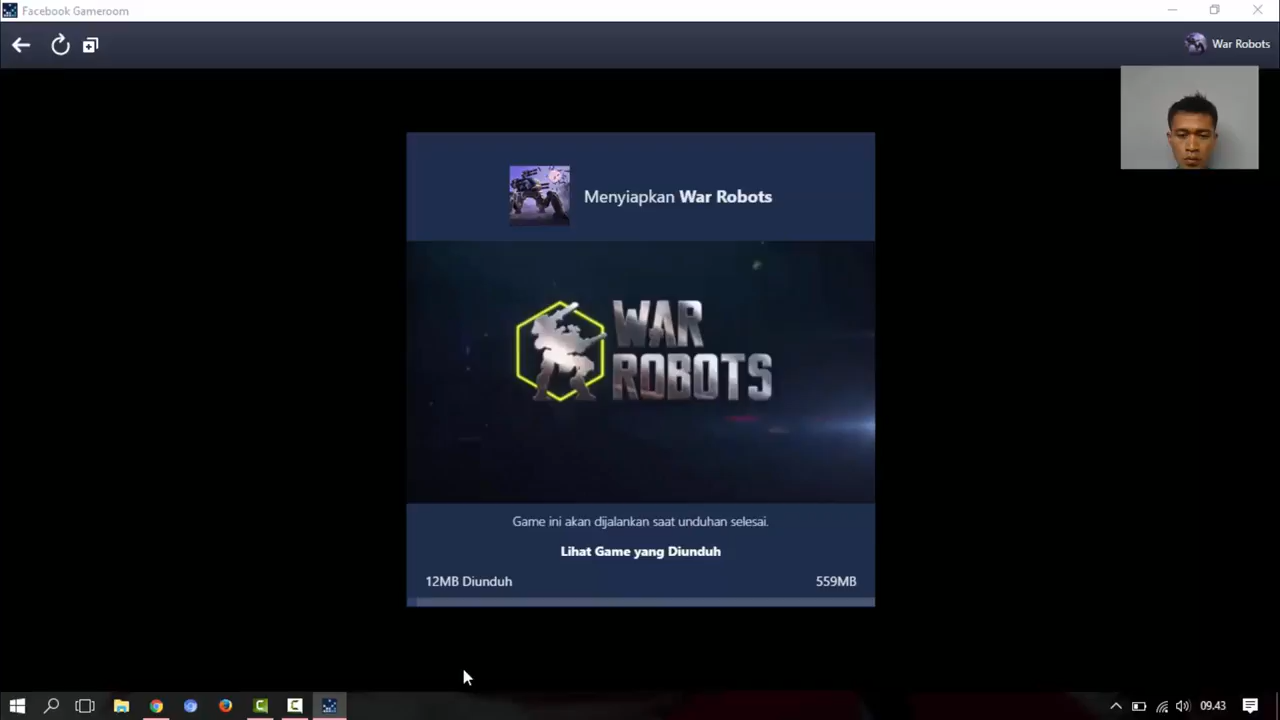 Facebook Gameroom
War Robots
Menyiapkan War Robots
WAR
ROBOTS
Game ini akan dijalankan saat unduhan selesai.
Lihat Game yang Diunduh
12MB Diunduh 559MB
09.43